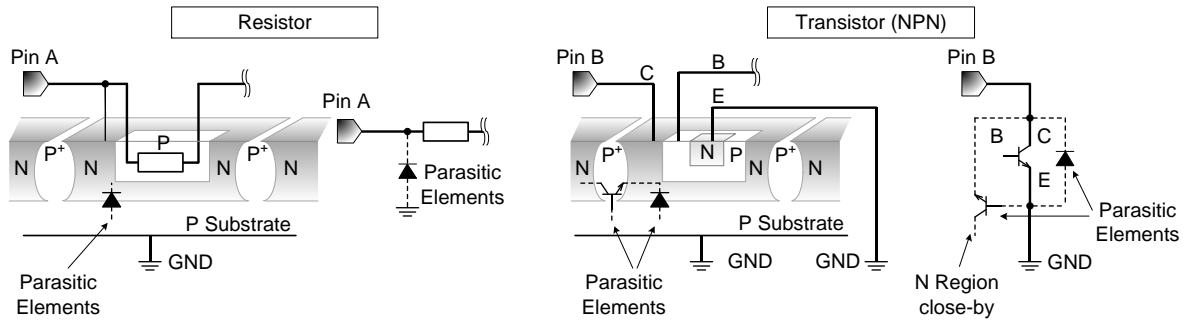 Resistor
Transistor (NPN)
Pin A
Pin A
N
P+
N
P
P+
N
N
Parasitic
Elements
P Substrate
GND
Parasitic
Elements
Pin B
C
B
E
N
P+
N
N
P
P+
N
N
P Substrate
GND
GND
Parasitic
Elements
Pin B
B
C
E
Parasitic
Elements
GND
N Region
close-by